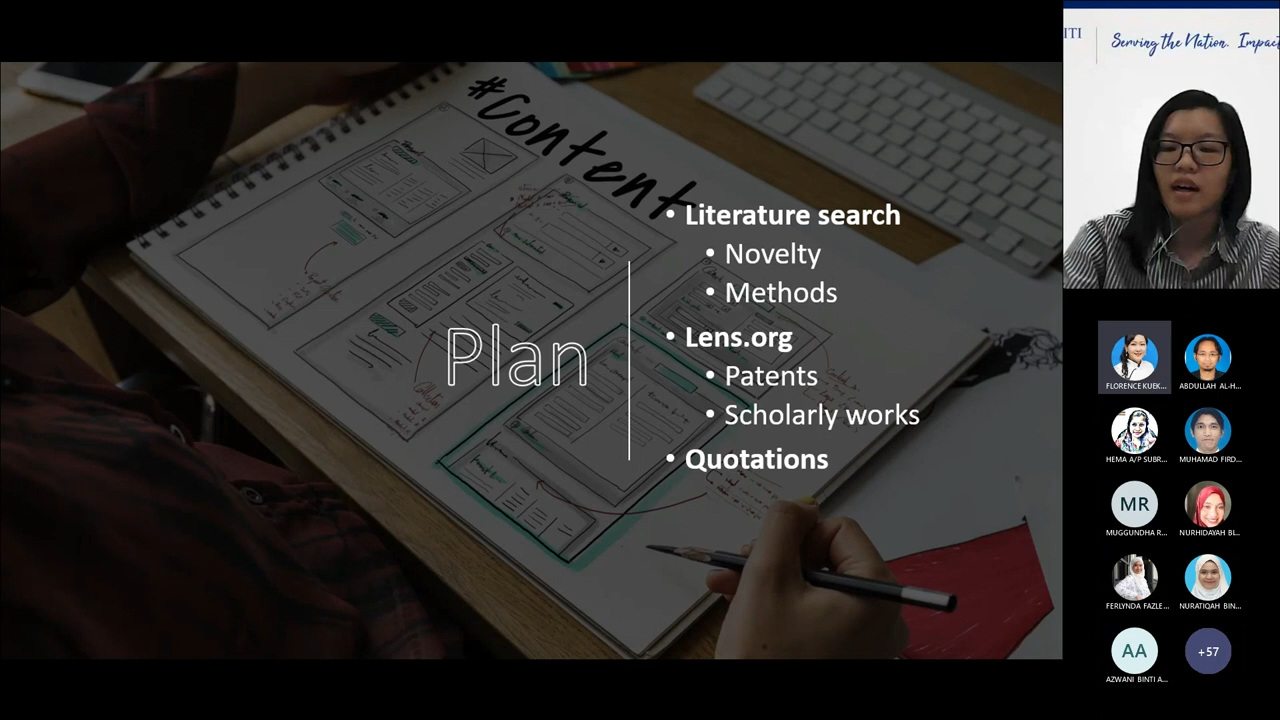 #Content
Plan
• Literature search
• Novelty
• Methods
• Lens.org
• Patents
• Scholarly works
• Quotations
ITI
Serving the Nation. Impact
FLORENCE KUEK...
ABDULLAH AL-H...
HEMA A/P SUBR...
MUHAMAD FIRD...
MR
MUGGUNDHA R...
NURHIDAYAH BI...
FERLYNDA FAZLE...
NURATIQAH BIN...
AA
AZWANI BINTI A...
+57